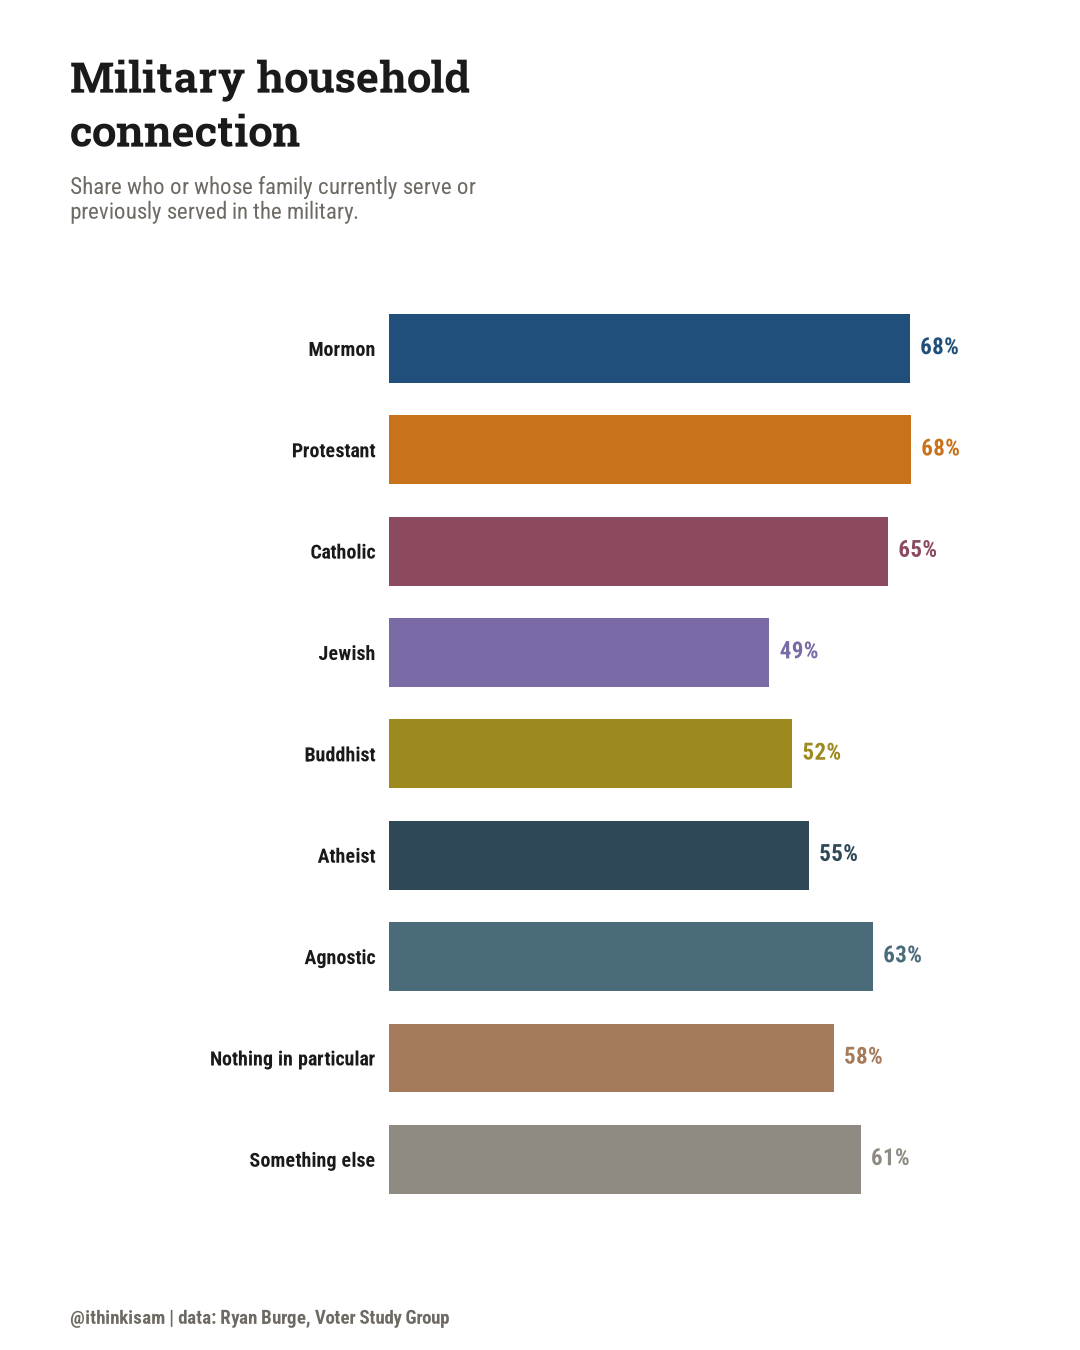 Military household
connection
Share who or whose family currently serve or
previously served in the military.
Mormon 68%
Protestant 68%
Catholic 65%
Jewish 49%
Buddhist 52%
Atheist 55%
Agnostic 63%
Nothing in particular 58%
Something else 61%
@ithinkisam | data: Ryan Burge, Voter Study Group